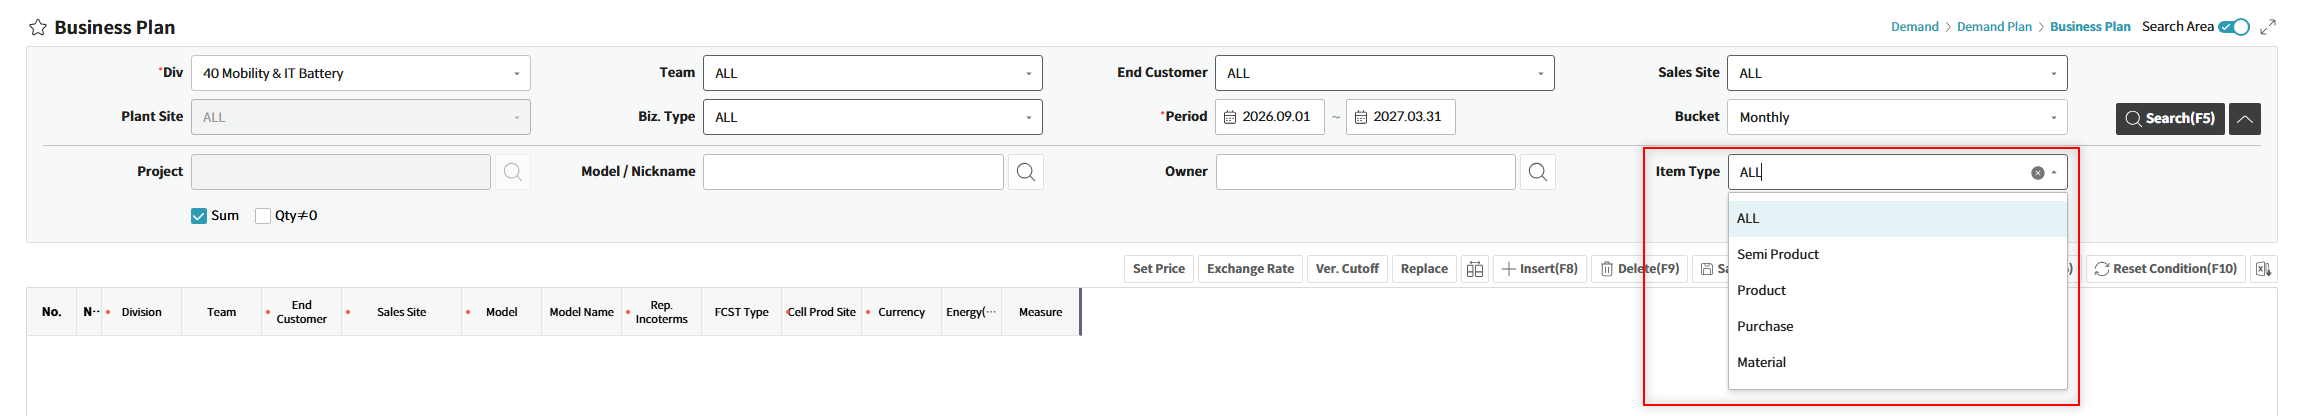 Business Plan
Demand > Demand Plan > Business Plan Search Area
*Div 40 Mobility & IT Battery Team ALL End Customer ALL Sales Site ALL
Plant Site ALL Biz. Type ALL *Period 2026.09.01 ~ 2027.03.31 Bucket Monthly Search(F5)
Project Model / Nickname Owner Item Type ALL
Sum Qty≠0
ALL
Semi Product
Product
Purchase
Material
Set Price Exchange Rate Ver. Cutoff Replace Insert(F8) Delete(F9) Reset Condition(F10)
No. N·· Division Team End Customer Sales Site Model Model Name Rep. Incoterms FCST Type Cell Prod Site Currency Energy(··· Measure